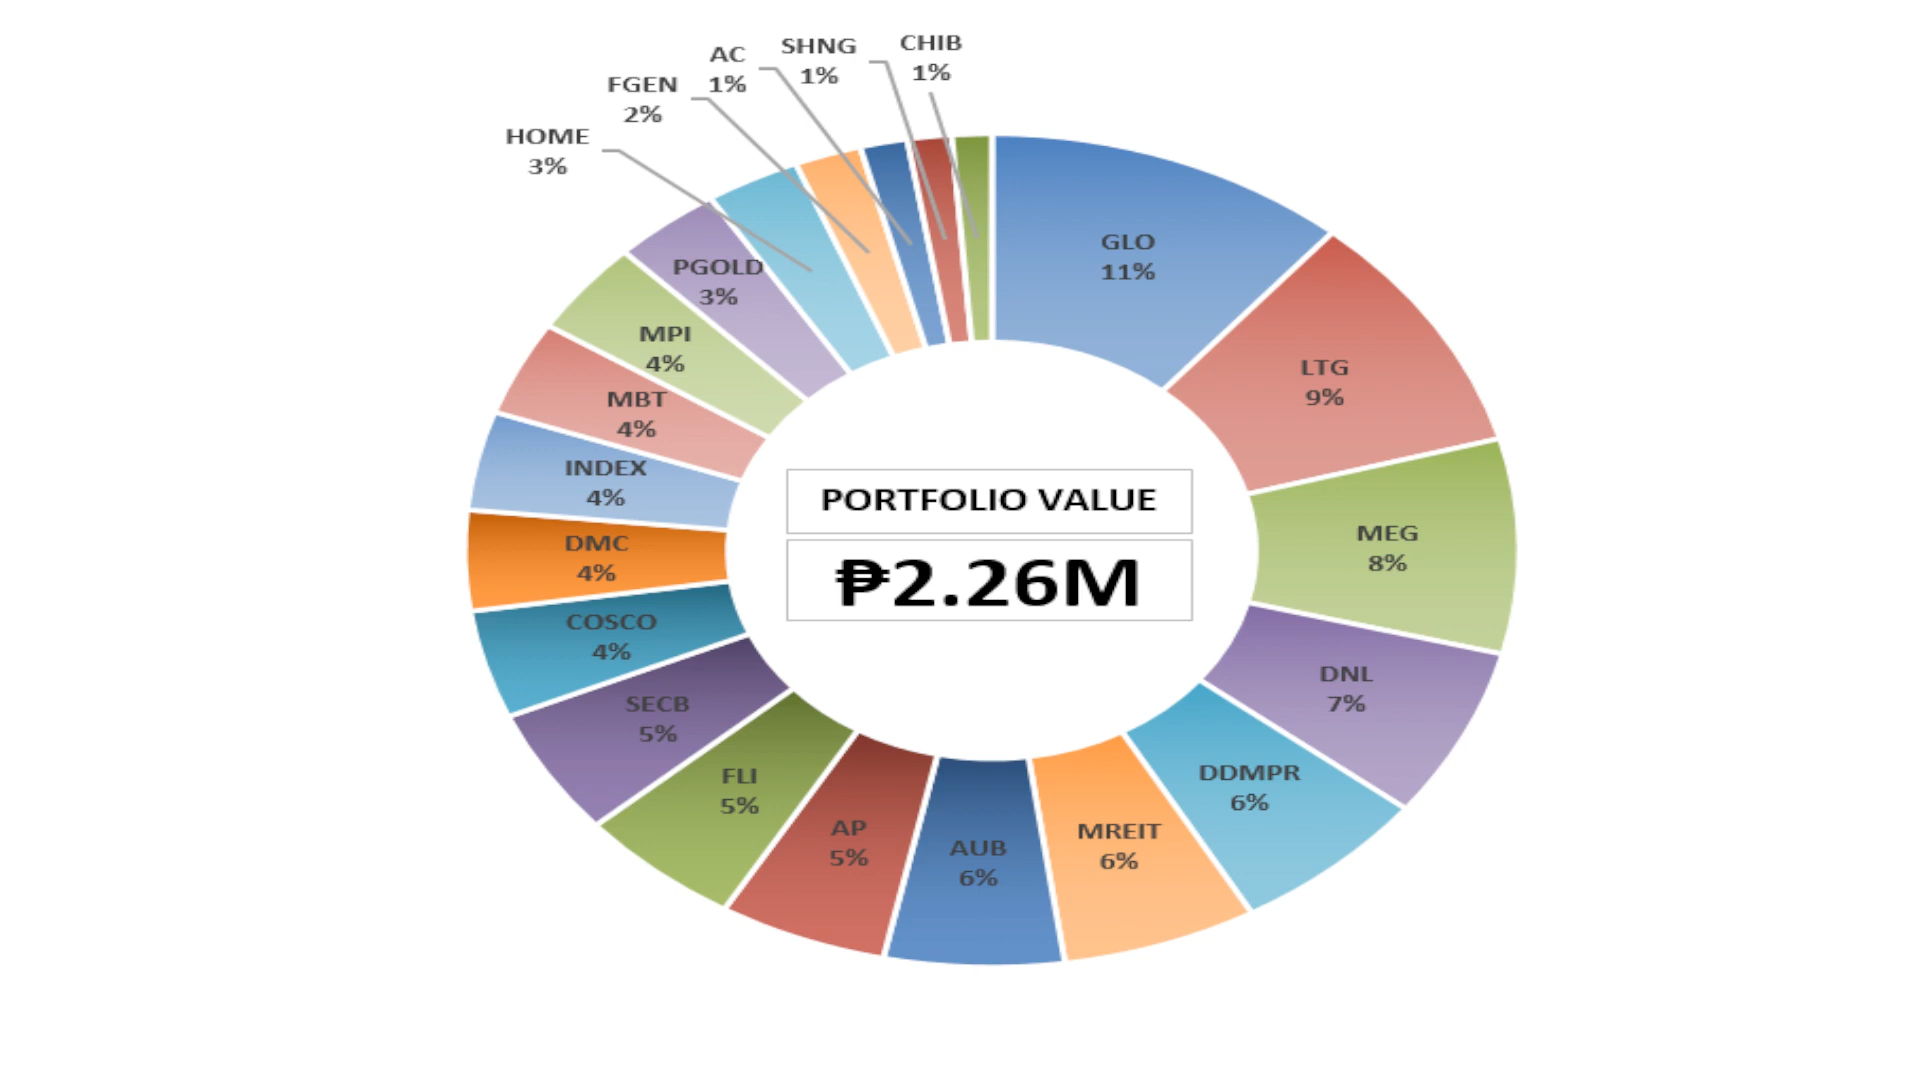 AC
1%
SHNG
1%
CHIB
1%
FGEN
2%
HOME
3%
GLO
11%
LTG
9%
MEG
8%
DNL
7%
DDMPR
6%
MREIT
6%
AUB
6%
AP
5%
FLI
5%
SECB
5%
COSCO
4%
DMC
4%
INDEX
4%
MBT
4%
MPI
4%
PGOLD
3%
PORTFOLIO VALUE
₱2.26M